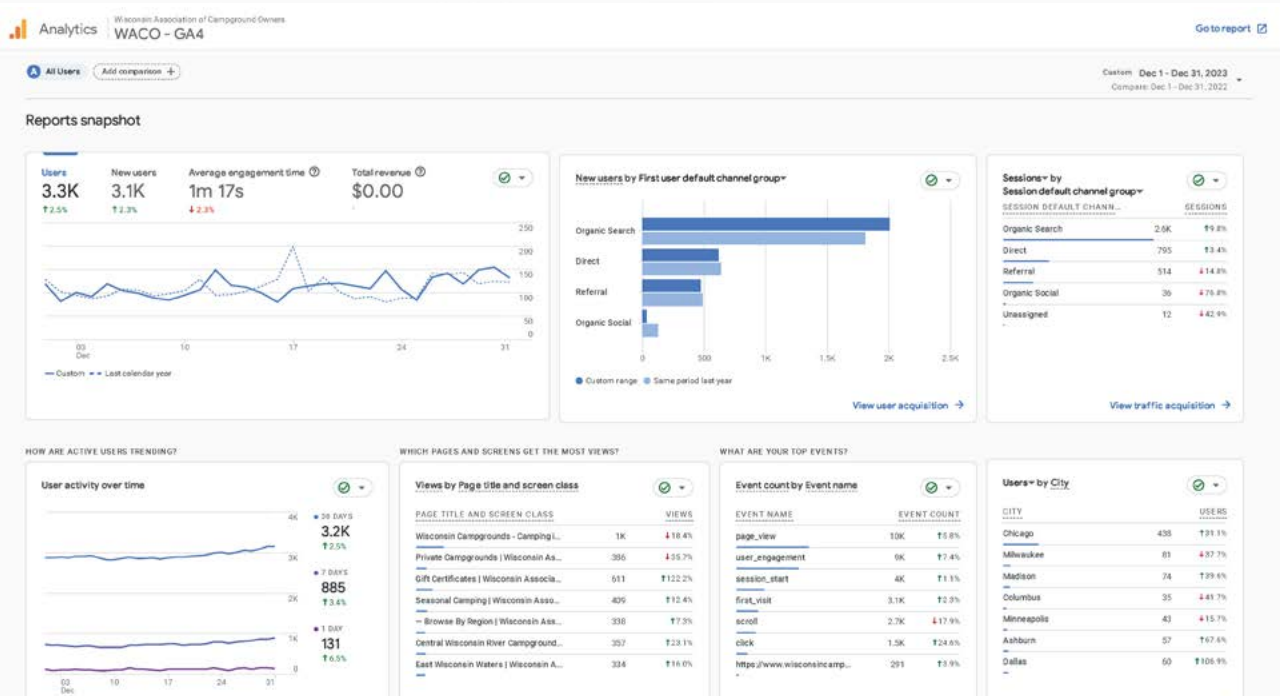 Analytics
Wisconsin Association of Campground Owners
WACO - GA4
Go to report
A All Users
Add comparison +
Custom Dec 1 - Dec 31, 2023
Compare: Dec 1 - Dec 31, 2022
Reports snapshot
Users
3.3K
↑2.5%
New users
3.1K
↑2.3%
Average engagement time
1m 17s
↓2.3%
Total revenue
$0.00
-
250
200
150
100
50
0
03
Dec
10
17
24
31
Custom
Last calendar year
New users by First user default channel group
Organic Search
Direct
Referral
Organic Social
0
500
1K
1.5K
2K
2.5K
Custom range
Same period last year
View user acquisition →
Sessions by
Session default channel group
SESSION DEFAULT CHANN... SESSIONS
Organic Search 2.6K ↑9.8%
Direct 795 ↑3.4%
Referral 514 ↓14.8%
Organic Social 36 ↓76.8%
Unassigned 12 ↓42.9%
View traffic acquisition →
HOW ARE ACTIVE USERS TRENDING?
User activity over time
4K
3K
2K
1K
0
03
Dec
10
17
24
31
30 DAYS
3.2K
↑2.5%
7 DAYS
885
↑3.4%
1 DAY
131
↑6.5%
WHICH PAGES AND SCREENS GET THE MOST VIEWS?
Views by Page title and screen class
PAGE TITLE AND SCREEN CLASS VIEWS
Wisconsin Campgrounds - Camping i... 1K ↓18.4%
Private Campgrounds | Wisconsin As... ↓35.7%
Gift Certificates | Wisconsin Associa... 611 ↑122.2%
Seasonal Camping | Wisconsin Asso... 409 ↑12.4%
– Browse By Region | Wisconsin Ass... 338 ↑7.3%
Central Wisconsin River Campground... 357 ↑23.1%
East Wisconsin Waters | Wisconsin A... 334 ↑16.0%
WHAT ARE YOUR TOP EVENTS?
Event count by Event name
EVENT NAME EVENT COUNT
page_view 10K ↑5.8%
user_engagement 9K ↑7.4%
session_start 4K ↑1.1%
first_visit 3.1K ↑2.3%
scroll 2.7K ↓17.9%
click 1.5K ↑24.6%
https://www.wisconsincamp... 291 ↑3.9%
Users by City
CITY USERS
Chicago 438
Milwaukee 81 ↓37.7%
Madison 74 ↑39.6%
Columbus 35 ↓41.7%
Minneapolis 43 ↓15.7%
Ashburn 57 ↑67.6%
Dallas 60 ↑106.9%